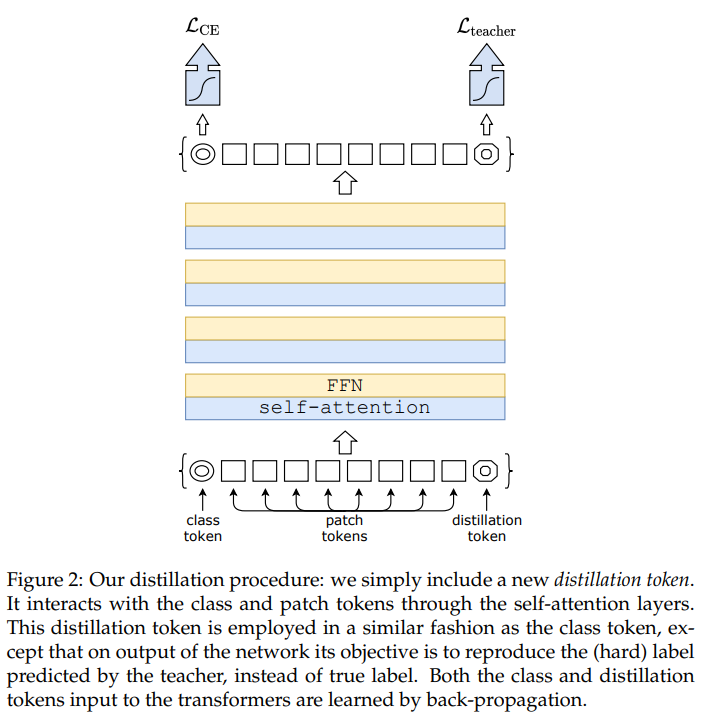 ℒCE ℒteacher
FFN
self-attention
class patch distillation
token tokens token
Figure 2: Our distillation procedure: we simply include a new distillation token.
It interacts with the class and patch tokens through the self-attention layers.
This distillation token is employed in a similar fashion as the class token, ex-
cept that on output of the network its objective is to reproduce the (hard) label
predicted by the teacher, instead of true label. Both the class and distillation
tokens input to the transformers are learned by back-propagation.